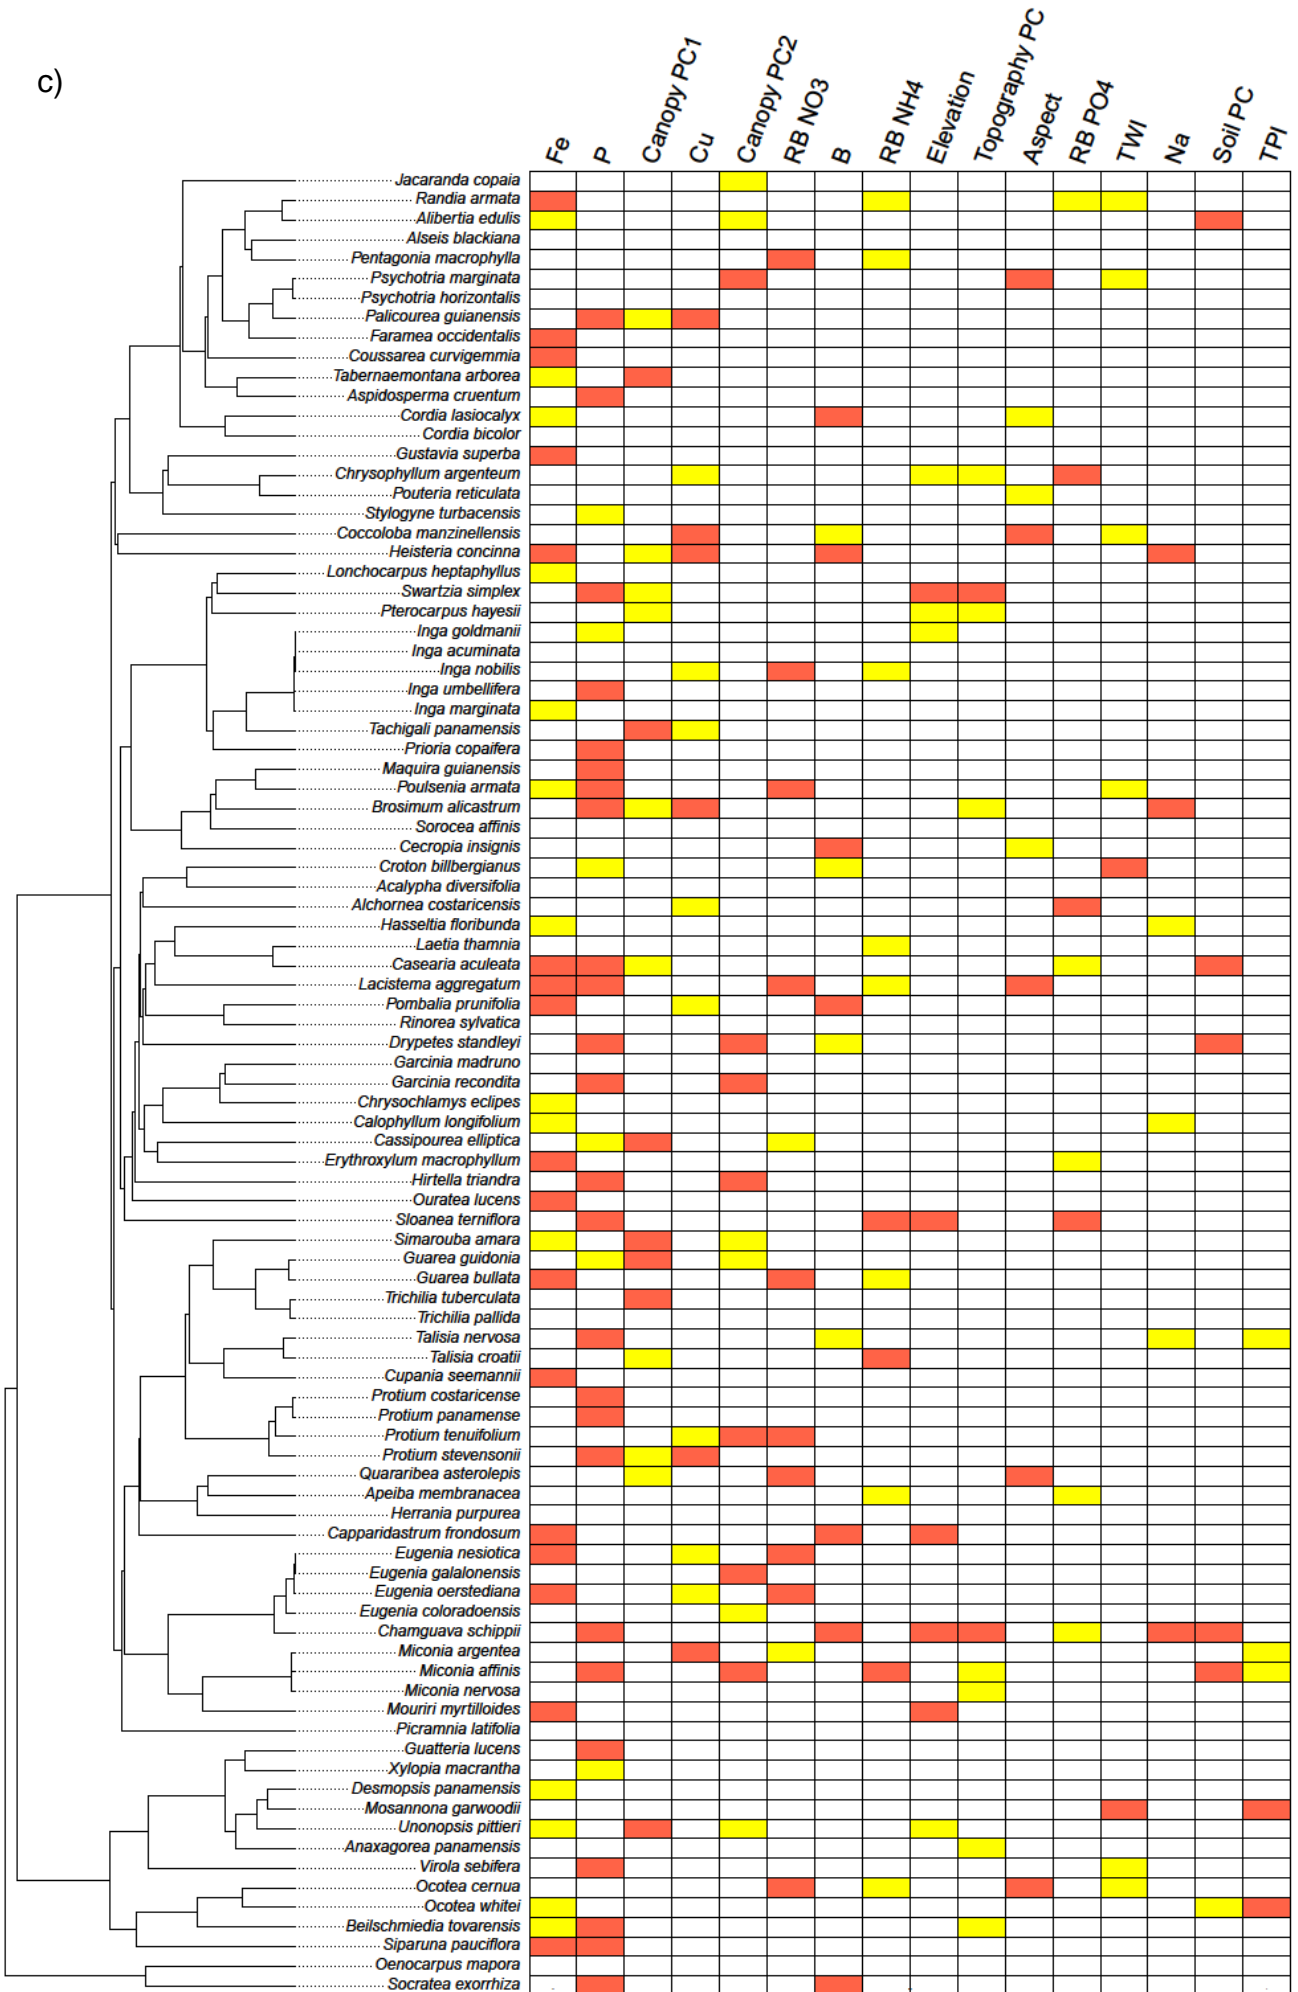 c)
Fe
P
Canopy PC1
Cu
Canopy PC2
RB NO3
B
RB NH4
Elevation
Topography PC
Aspect
RB PO4
TWI
Na
Soil PC
TPI
Jacaranda copaia
Randia armata
Alibertia edulis
Alseis blackiana
Pentagonia macrophylla
Psychotria marginata
Psychotria horizontalis
Palicourea guianensis
Faramea occidentalis
Coussarea curvigemmia
Tabernaemontana arborea
Aspidosperma cruentum
Cordia lasiocalyx
Cordia bicolor
Gustavia superba
Chrysophyllum argenteum
Pouteria reticulata
Stylogyne turbacensis
Coccoloba manzinellensis
Heisteria concinna
Lonchocarpus heptaphyllus
Swartzia simplex
Pterocarpus hayesii
Inga goldmanii
Inga acuminata
Inga nobilis
Inga umbellifera
Inga marginata
Tachigali panamensis
Prioria copaifera
Maquira guianensis
Poulsenia armata
Brosimum alicastrum
Sorocea affinis
Cecropia insignis
Croton billbergianus
Acalypha diversifolia
Alchornea costaricensis
Hasseltia floribunda
Laetia thamnia
Casearia aculeata
Lacistema aggregatum
Pombalia prunifolia
Rinorea sylvatica
Drypetes standleyi
Garcinia madruno
Garcinia recondita
Chrysochlamys eclipes
Calophyllum longifolium
Cassipourea elliptica
Erythroxylum macrophyllum
Hirtella triandra
Ouratea lucens
Sloanea terniflora
Simarouba amara
Guarea guidonia
Guarea bullata
Trichilia tuberculata
Trichilia pallida
Talisia nervosa
Talisia croatii
Cupania seemannii
Protium costaricense
Protium panamense
Protium tenuifolium
Protium stevensonii
Quararibea asterolepis
Apeiba membranacea
Herrania purpurea
Capparidastrum frondosum
Eugenia nesiotica
Eugenia galalonensis
Eugenia oerstediana
Eugenia coloradoensis
Chamguava schippii
Miconia argentea
Miconia affinis
Miconia nervosa
Mouriri myrtilloides
Picramnia latifolia
Guatteria lucens
Xylopia macrantha
Desmopsis panamensis
Mosannona garwoodii
Unonopsis pittieri
Anaxagorea panamensis
Virola sebifera
Ocotea cernua
Ocotea whitei
Beilschmiedia tovarensis
Siparuna pauciflora
Oenocarpus mapora
Socratea exorrhiza